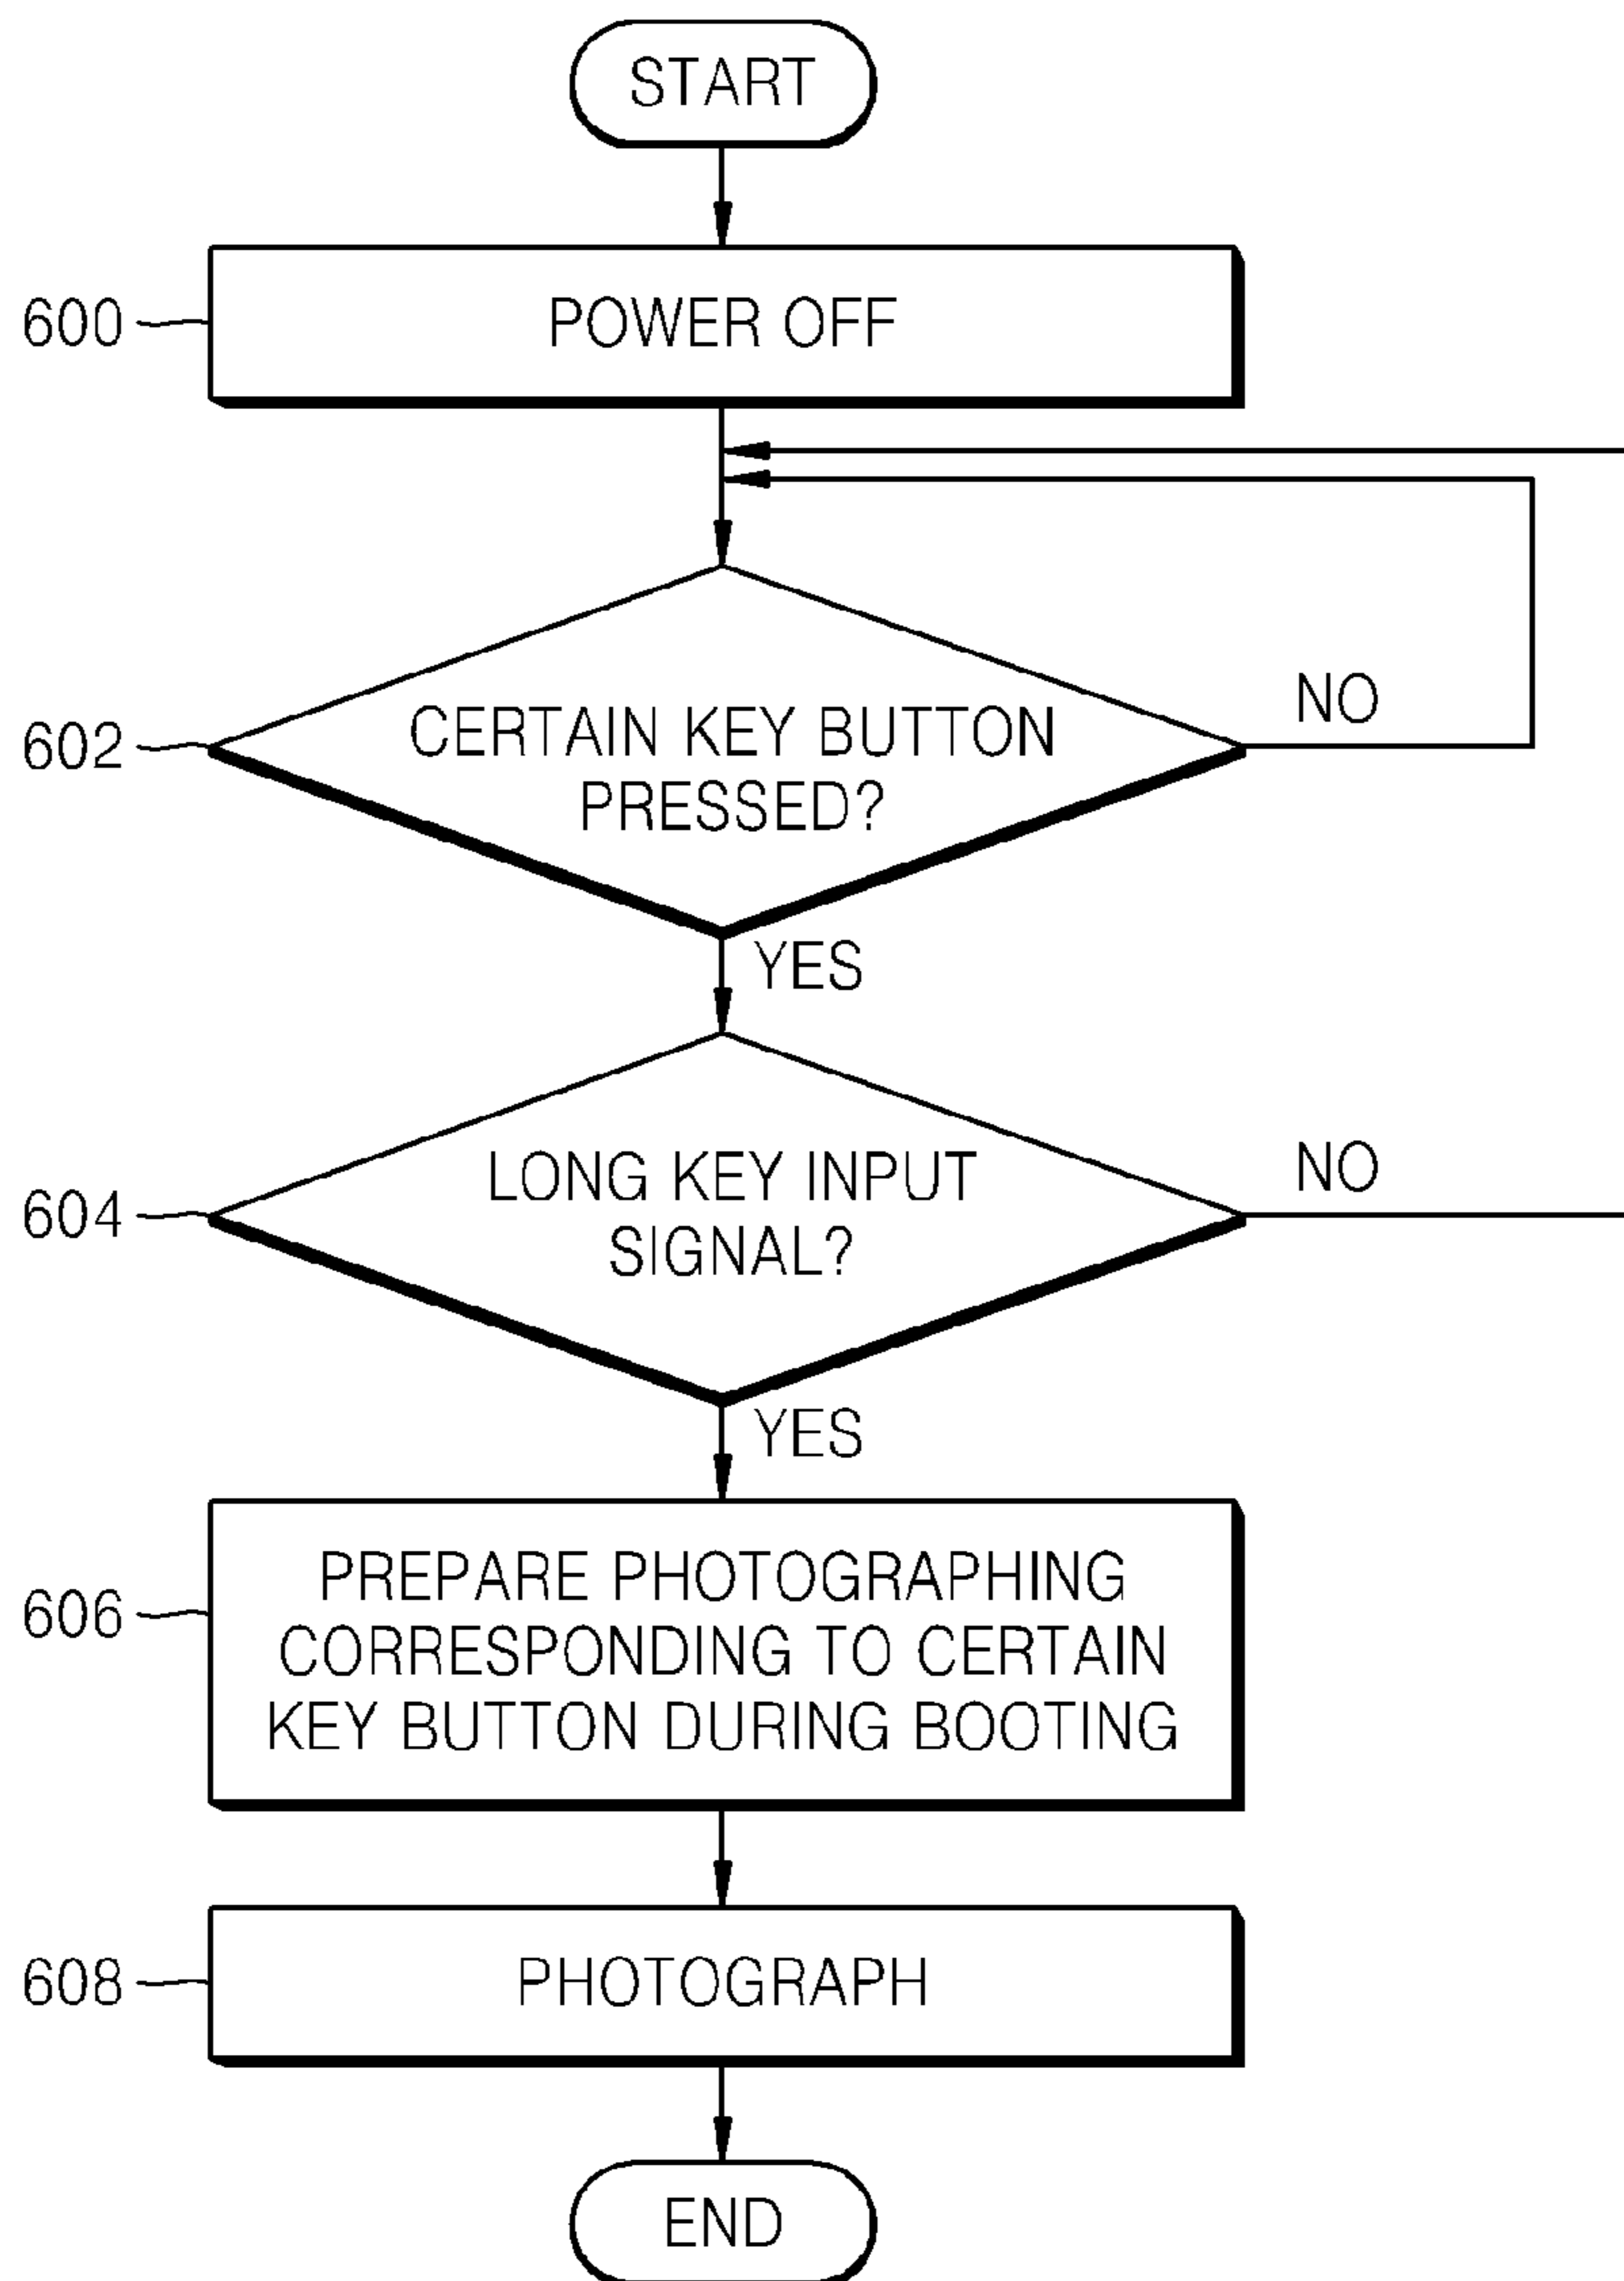 START
600
POWER OFF
602
CERTAIN KEY BUTTON
PRESSED?
NO
YES
604
LONG KEY INPUT
SIGNAL?
NO
YES
606
PREPARE PHOTOGRAPHING
CORRESPONDING TO CERTAIN
KEY BUTTON DURING BOOTING
608
PHOTOGRAPH
END